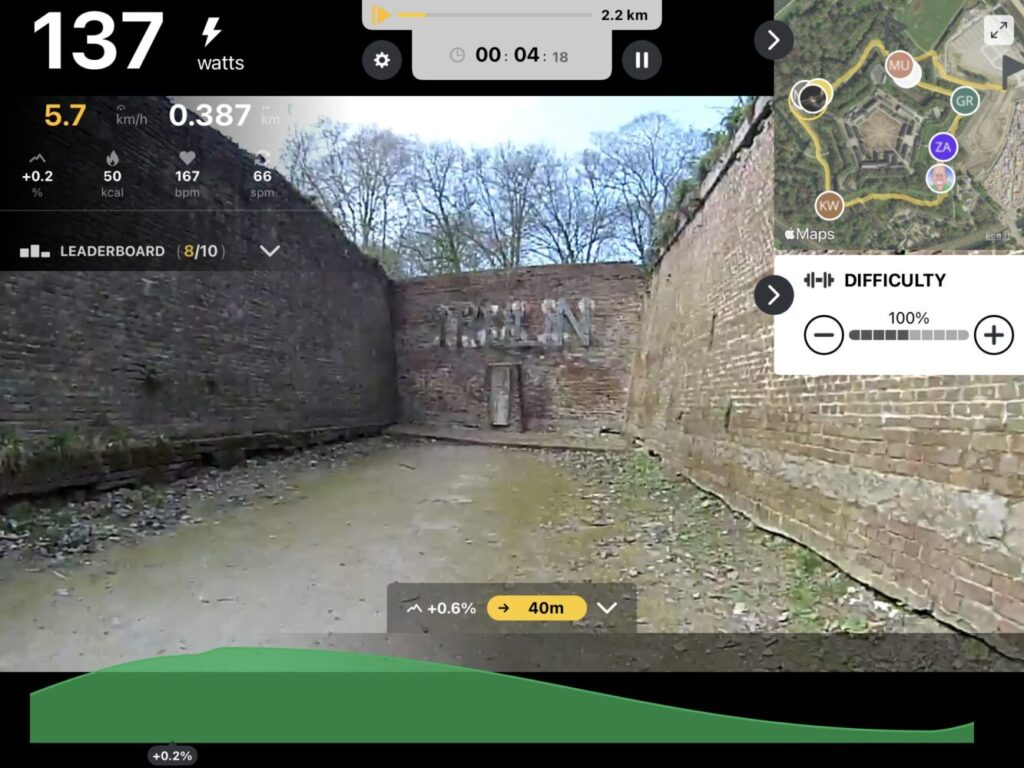 137
watts
2.2 km
00:04:18
5.7 km/h 0.387 km
+0.2 %
50 kcal
167 bpm
66 spm
LEADERBOARD (8/10)
MU
GR
ZA
KW
Maps
DIFFICULTY
100%
+0.6% → 40m
+0.2%